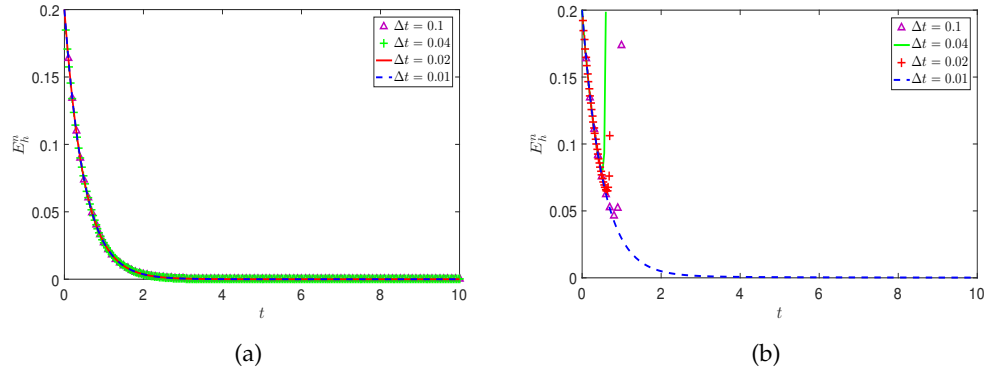 0.2
0.15
0.1
0.05
0
E_h^n
0 2 4 6 8 10
t
Δt = 0.1
Δt = 0.04
Δt = 0.02
Δt = 0.01
(a)
0.2
0.15
0.1
0.05
0
E_h^n
0 2 4 6 8 10
t
Δt = 0.1
Δt = 0.04
Δt = 0.02
Δt = 0.01
(b)